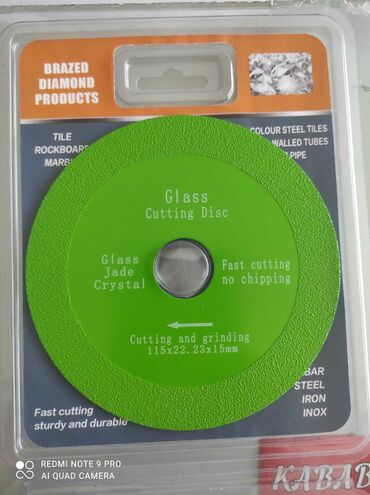 BRAZED
DIAMOND
PRODUCTS
TILE
ROCKBOARD
COLOUR STEEL TILES
WALLED TUBES
PIPE
Glass
Cutting Disc
Glass
Jade
Crystal
Fast cutting
no chipping
Cutting and grinding
115x22.23x15mm
BAR
STEEL
IRON
INOX
Fast cutting
sturdy and durable
REDMI NOTE 9 PRO
AI QUAD CAMERA
KABAB